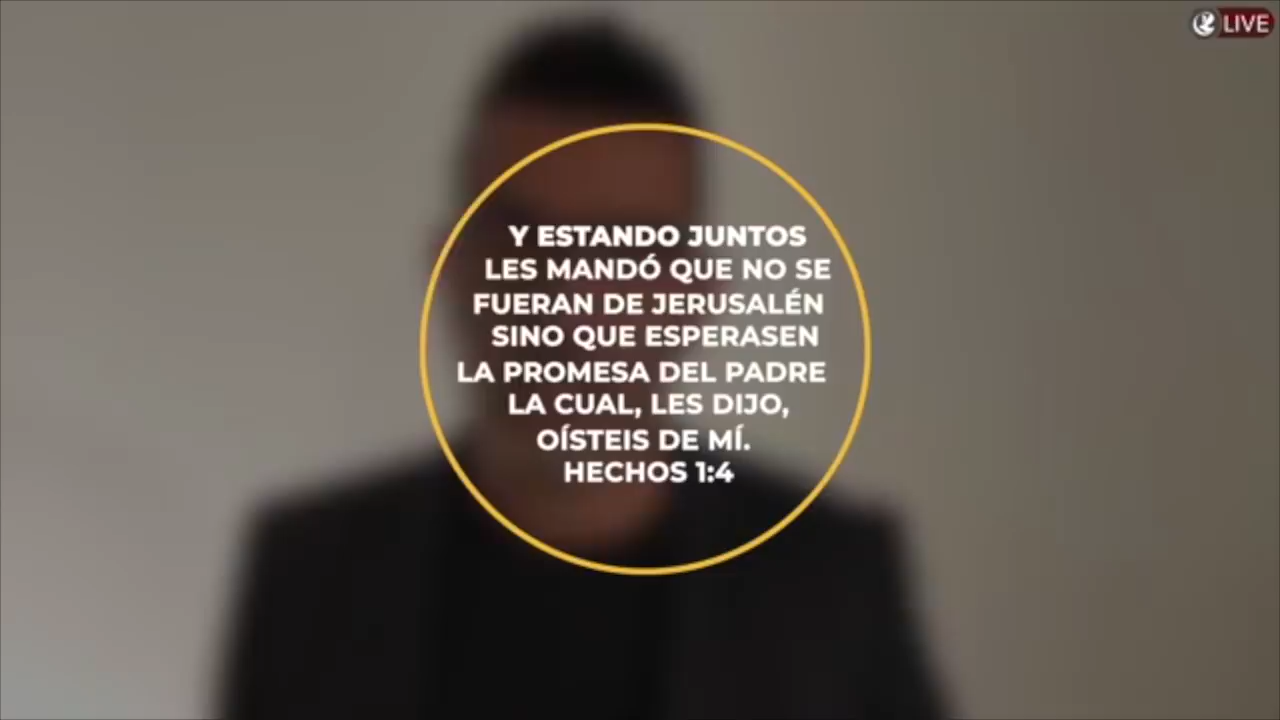 LIVE
Y ESTANDO JUNTOS
LES MANDÓ QUE NO SE
FUERAN DE JERUSALÉN
SINO QUE ESPERASEN
LA PROMESA DEL PADRE
LA CUAL, LES DIJO,
OÍSTEIS DE MÍ.
HECHOS 1:4